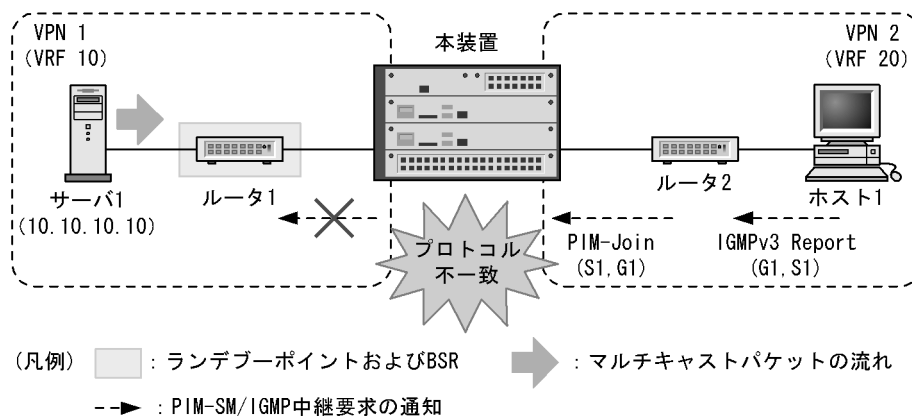 VPN 1
(VRF 10)
本装置
VPN 2
(VRF 20)
サーバ1
(10.10.10.10)
ルータ1
ルータ2
ホスト1
プロトコル
不一致
PIM-Join
(S1,G1)
IGMPv3 Report
(G1,S1)
(凡例)
：ランデブーポイントおよびBSR
：マルチキャストパケットの流れ
：PIM-SM/IGMP中継要求の通知